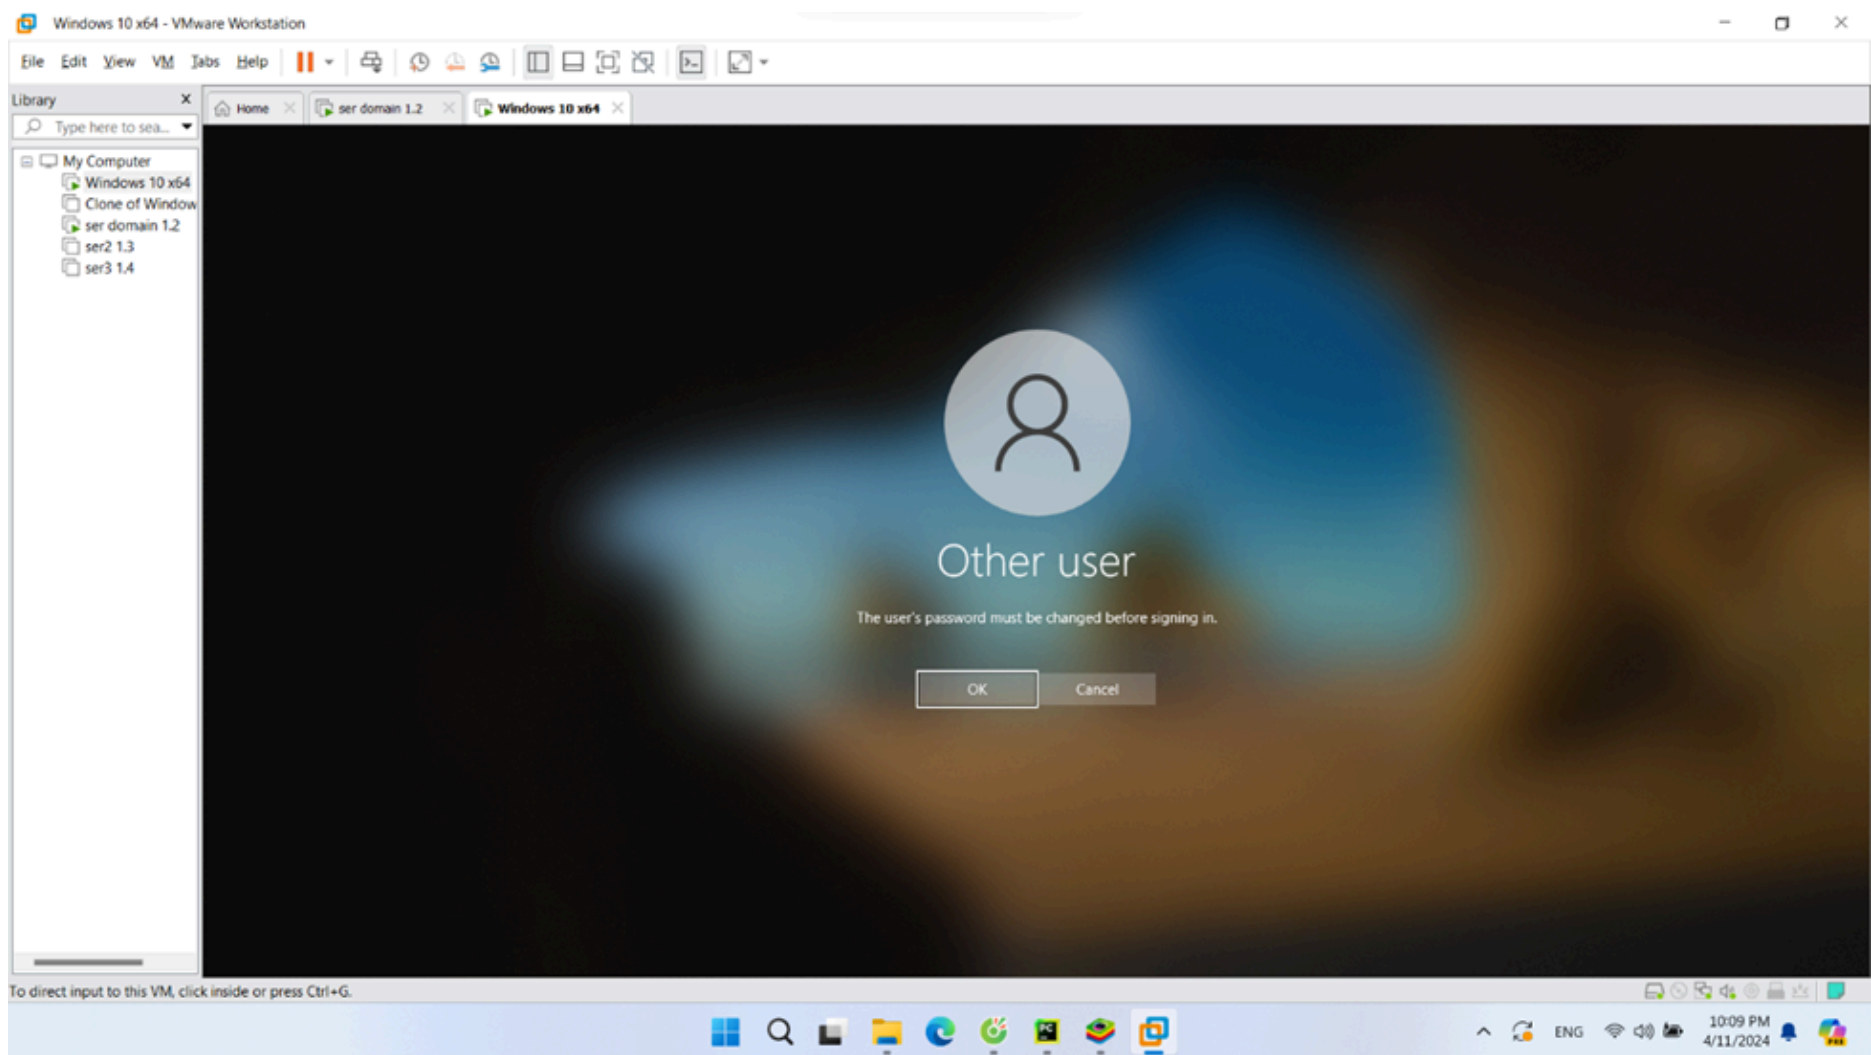 Windows 10 x64 - VMware Workstation
File Edit View VM Tabs Help
Library
Type here to sea...
My Computer
Windows 10 x64
Clone of Window
ser domain 1.2
ser2 1.3
ser3 1.4
Home ser domain 1.2 Windows 10 x64
Other user
The user's password must be changed before signing in.
OK Cancel
To direct input to this VM, click inside or press Ctrl+G.
PC
ENG
10:09 PM
4/11/2024
PRE